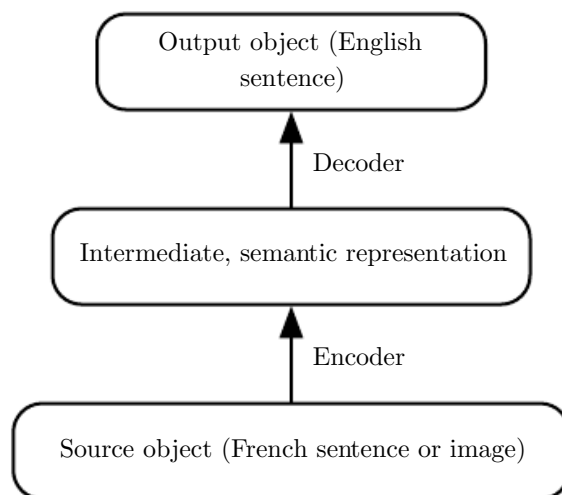 Output object (English
sentence)
Decoder
Intermediate, semantic representation
Encoder
Source object (French sentence or image)